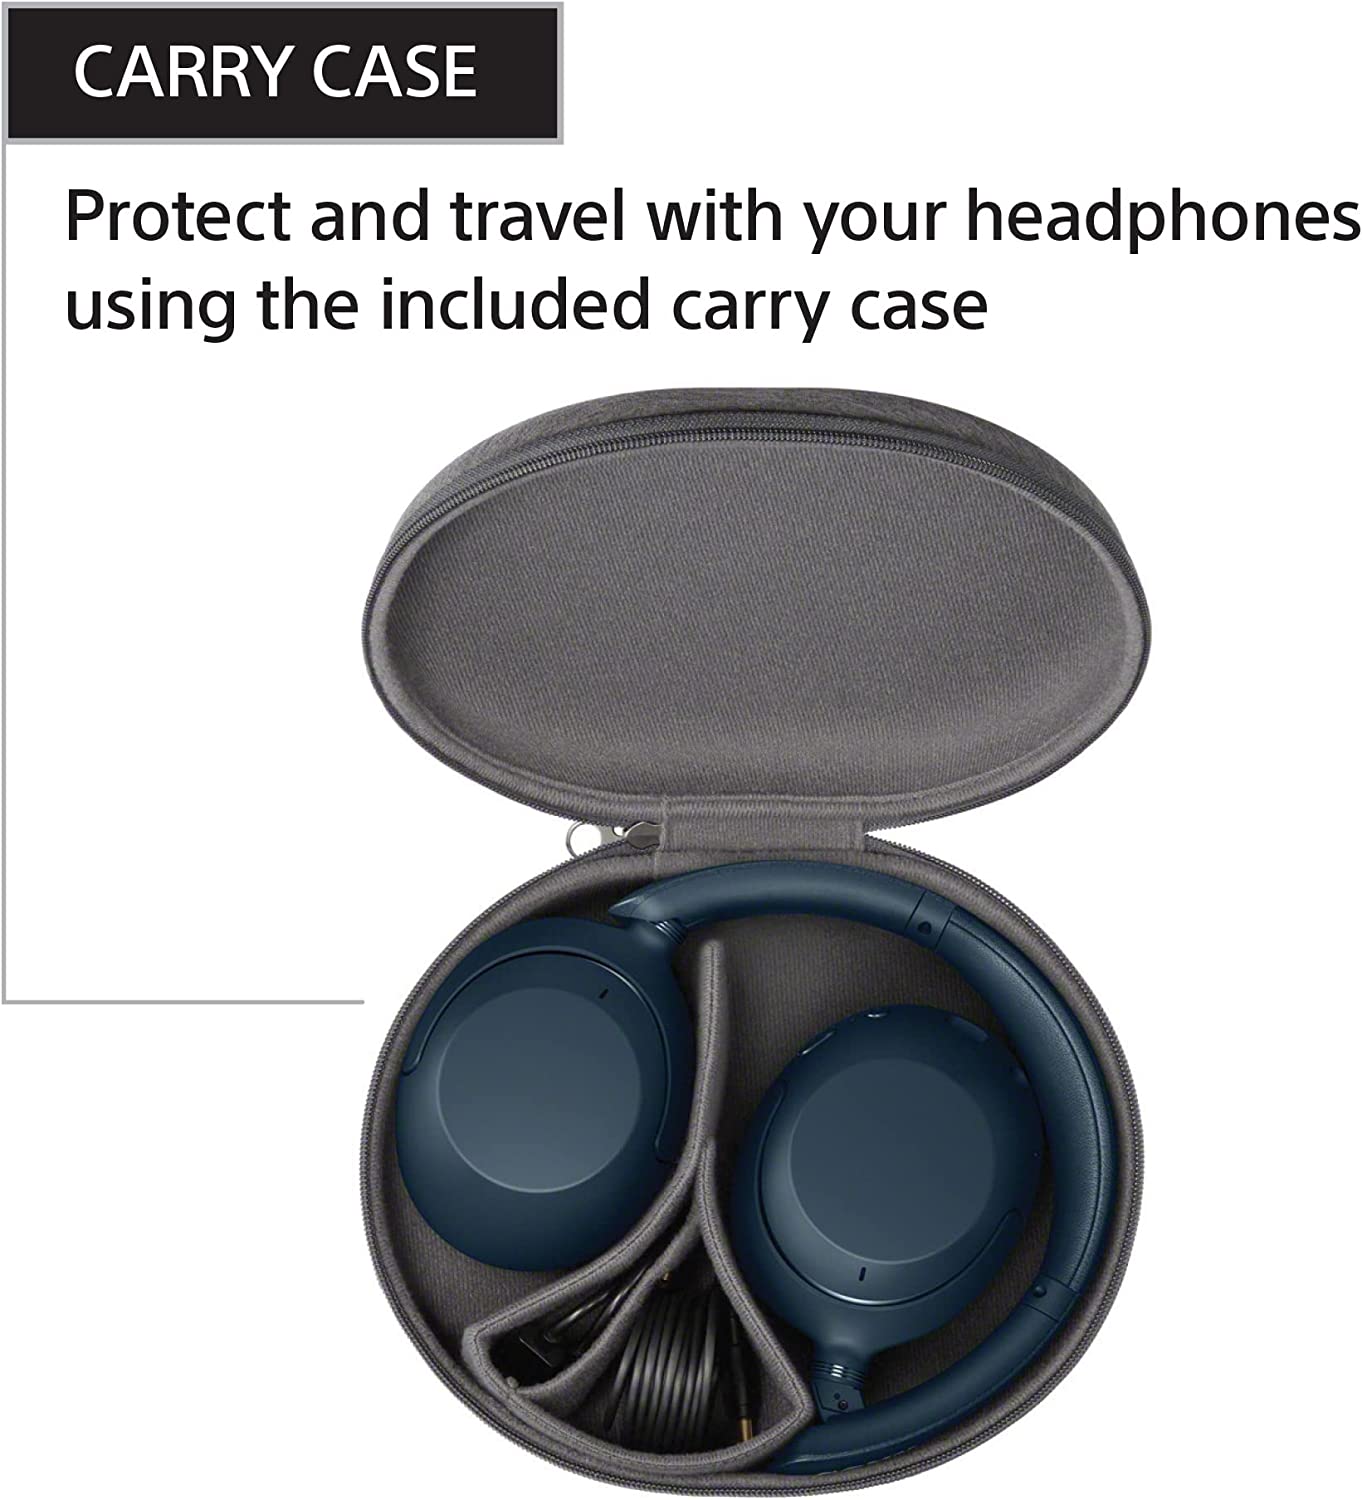 CARRY CASE
Protect and travel with your headphones
using the included carry case